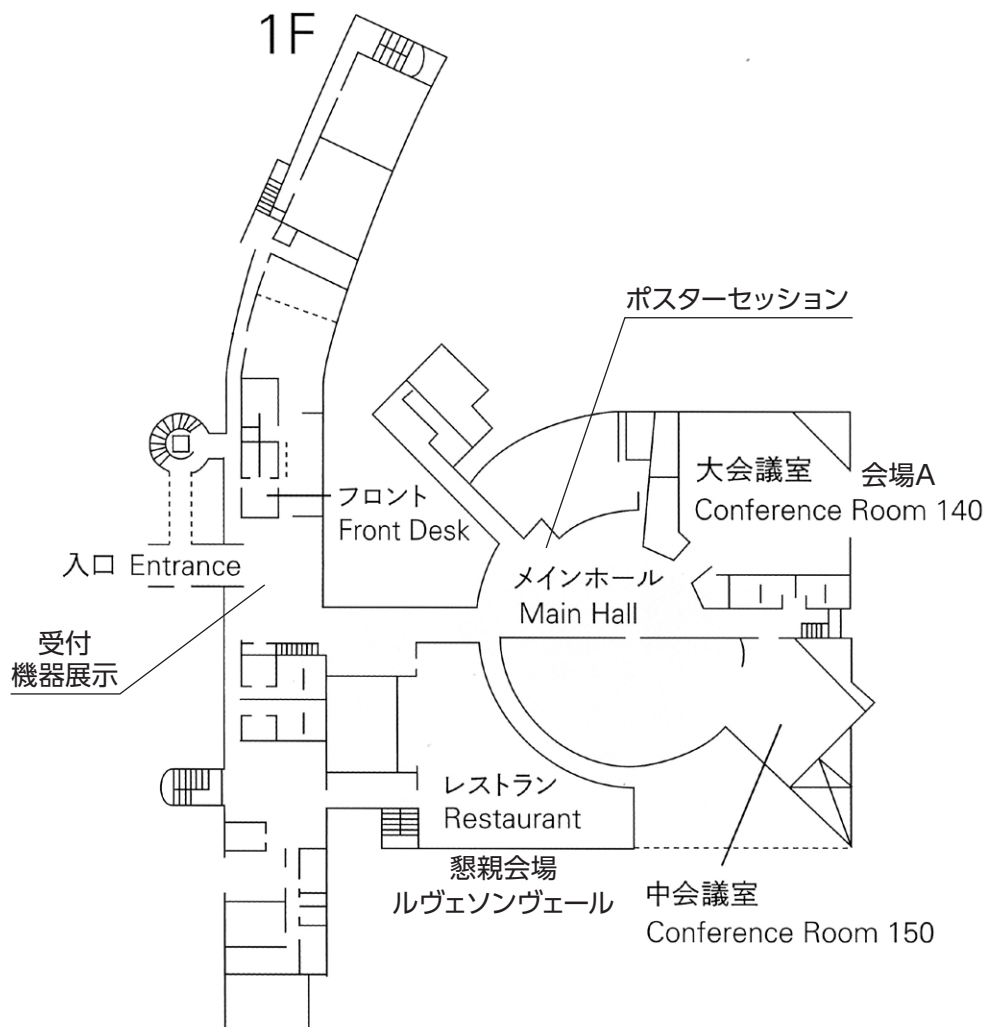 1F
ポスターセッション
大会議室 会場A
Conference Room 140
フロント
Front Desk
入口 Entrance
メインホール
Main Hall
受付
機器展示
レストラン
Restaurant
懇親会場
ルヴェソンヴェール
中会議室
Conference Room 150